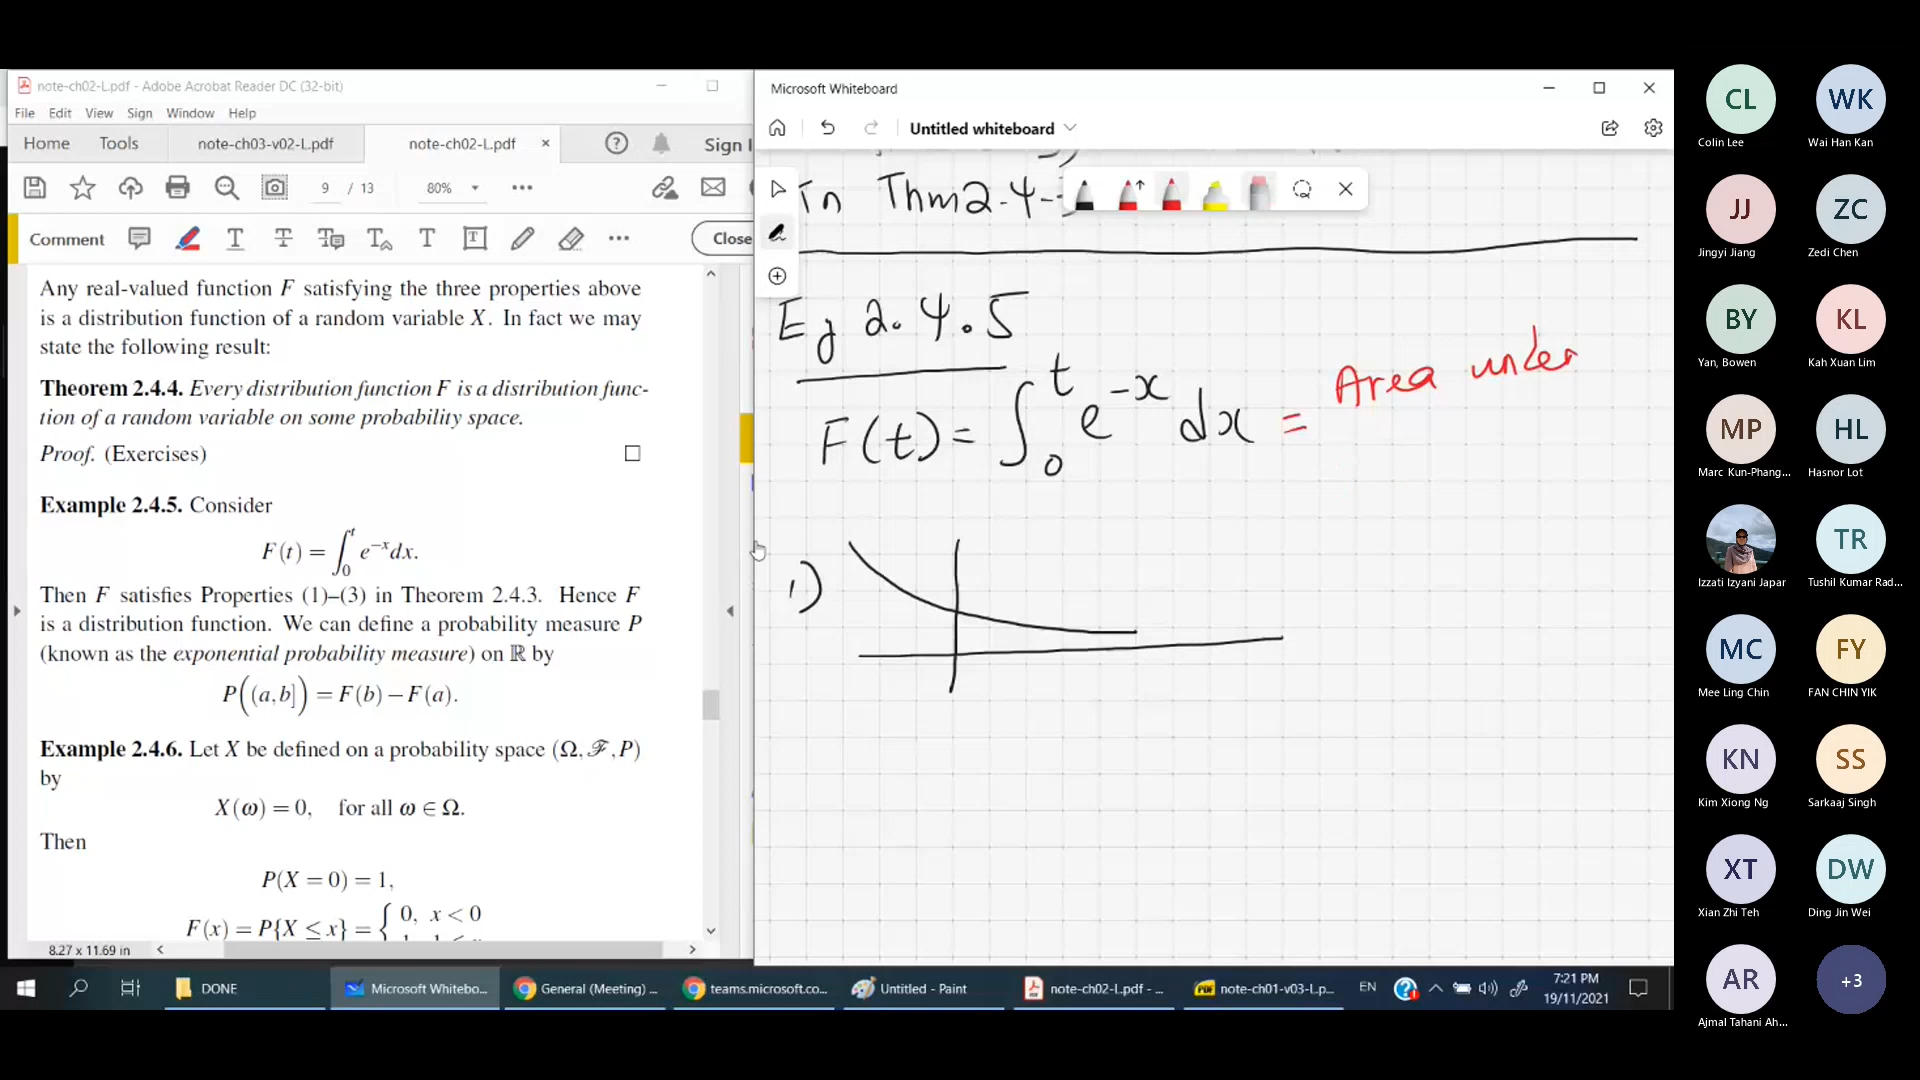 note-ch02-L.pdf - Adobe Acrobat Reader DC (32-bit)
File Edit View Sign Window Help
Home Tools note-ch03-v02-L.pdf note-ch02-L.pdf × Sign I
9 / 13 80%
Comment Close
Any real-valued function F satisfying the three properties above
is a distribution function of a random variable X. In fact we may
state the following result:
Theorem 2.4.4. Every distribution function F is a distribution func-
tion of a random variable on some probability space.
Proof. (Exercises) □
Example 2.4.5. Consider
F(t) = ∫₀ᵗ e⁻ˣdx.
Then F satisfies Properties (1)–(3) in Theorem 2.4.3. Hence F
is a distribution function. We can define a probability measure P
(known as the exponential probability measure) on ℝ by
P((a,b]) = F(b) − F(a).
Example 2.4.6. Let X be defined on a probability space (Ω, ℱ, P)
by
X(ω) = 0, for all ω ∈ Ω.
Then
P(X = 0) = 1,
F(x) = P{X ≤ x} = { 0, x < 0
8.27 x 11.69 in
Microsoft Whiteboard
Untitled whiteboard
In Thm2.4-
Eg 2.4.5
F(t) = ∫₀ᵗ e⁻ˣ dx = Area under
1)
CL WK
Colin Lee Wai Han Kan
JJ ZC
Jingyi Jiang Zedi Chen
BY KL
Yan, Bowen Kah Xuan Lim
MP HL
Marc Kun-Phang... Hasnor Lot
TR
Izzati Izyani Japar Tushil Kumar Rad...
MC FY
Mee Ling Chin FAN CHIN YIK
KN SS
Kim Xiong Ng Sarkaaj Singh
XT DW
Xian Zhi Teh Ding Jin Wei
AR +3
Ajmal Tahani Ah...
DONE Microsoft Whitebo... General (Meeting) ... teams.microsoft.co... Untitled - Paint note-ch02-L.pdf - ... note-ch01-v03-L.p... EN 7:21 PM
19/11/2021